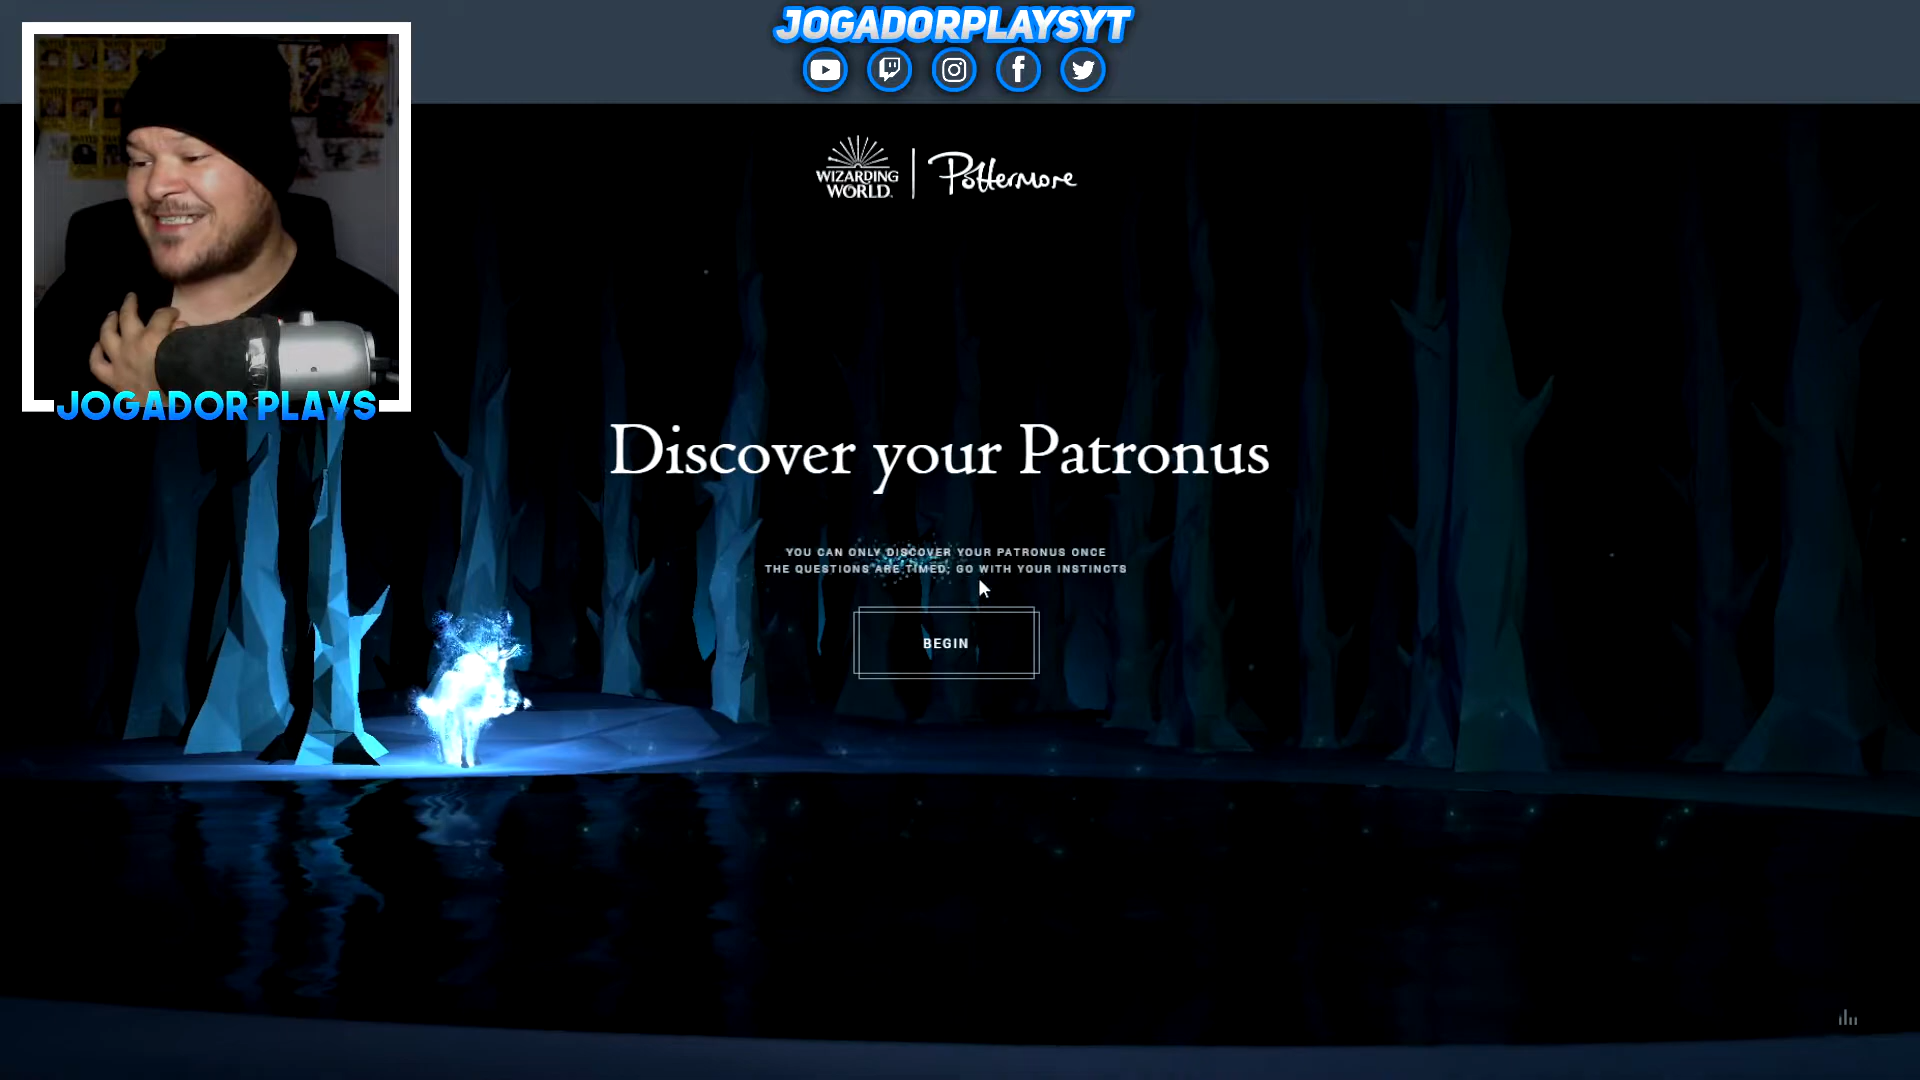 JOGADORPLAYSYT
WIZARDING
WORLD.
Pottermore
JOGADOR PLAYS
Discover your Patronus
YOU CAN ONLY DISCOVER YOUR PATRONUS ONCE
THE QUESTIONS ARE TIMED; GO WITH YOUR INSTINCTS
BEGIN